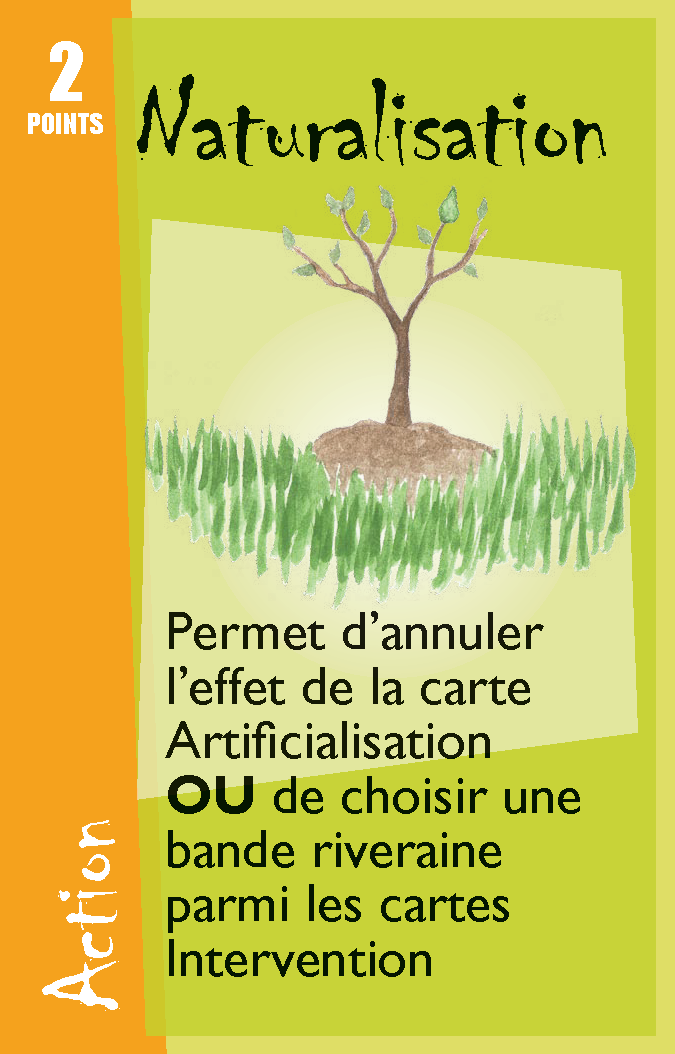 2
POINTS
Naturalisation
Permet d’annuler
l’effet de la carte
Artificialisation
OU de choisir une
bande riveraine
parmi les cartes
Intervention
Action